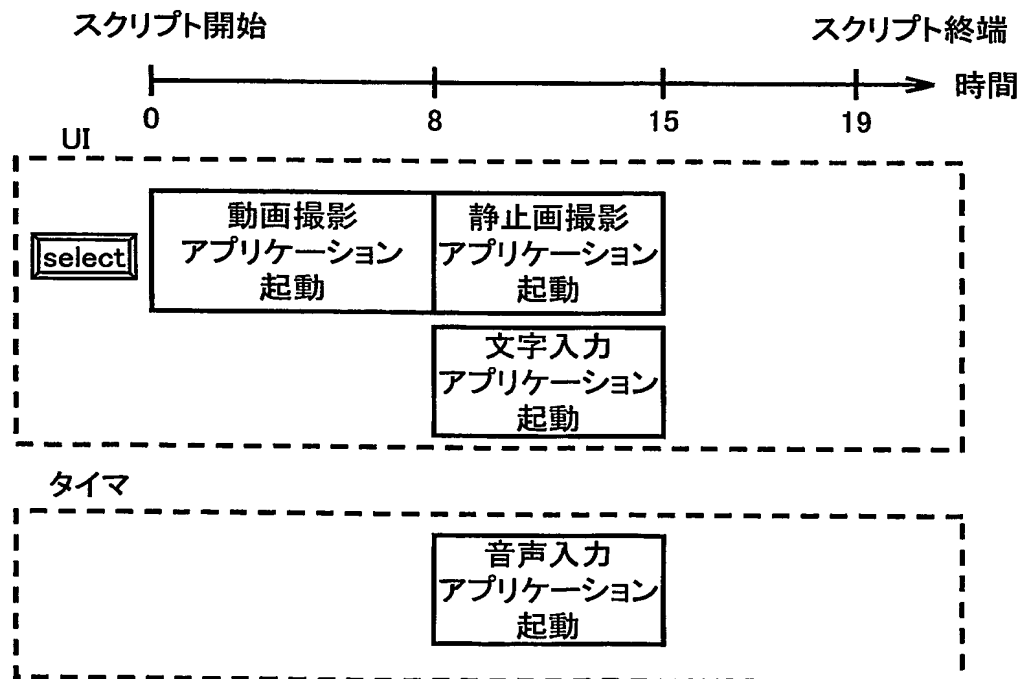 スクリプト開始
スクリプト終端
時間
0
8
15
19
UI
select
動画撮影
アプリケーション
起動
静止画撮影
アプリケーション
起動
文字入力
アプリケーション
起動
タイマ
音声入力
アプリケーション
起動